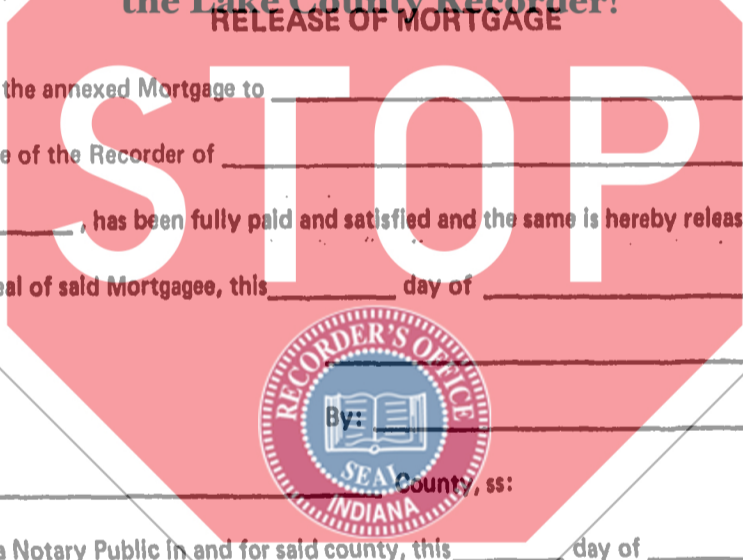 the Lake County Recorder!
RELEASE OF MORTGAGE
the annexed Mortgage to
e of the Recorder of
STOP
, has been fully paid and satisfied and the same is hereby releas
eal of said Mortgagee, this day of
RECORDER'S OFFICE
By:
SEAL
County, ss:
INDIANA
a Notary Public in and for said county, this day of